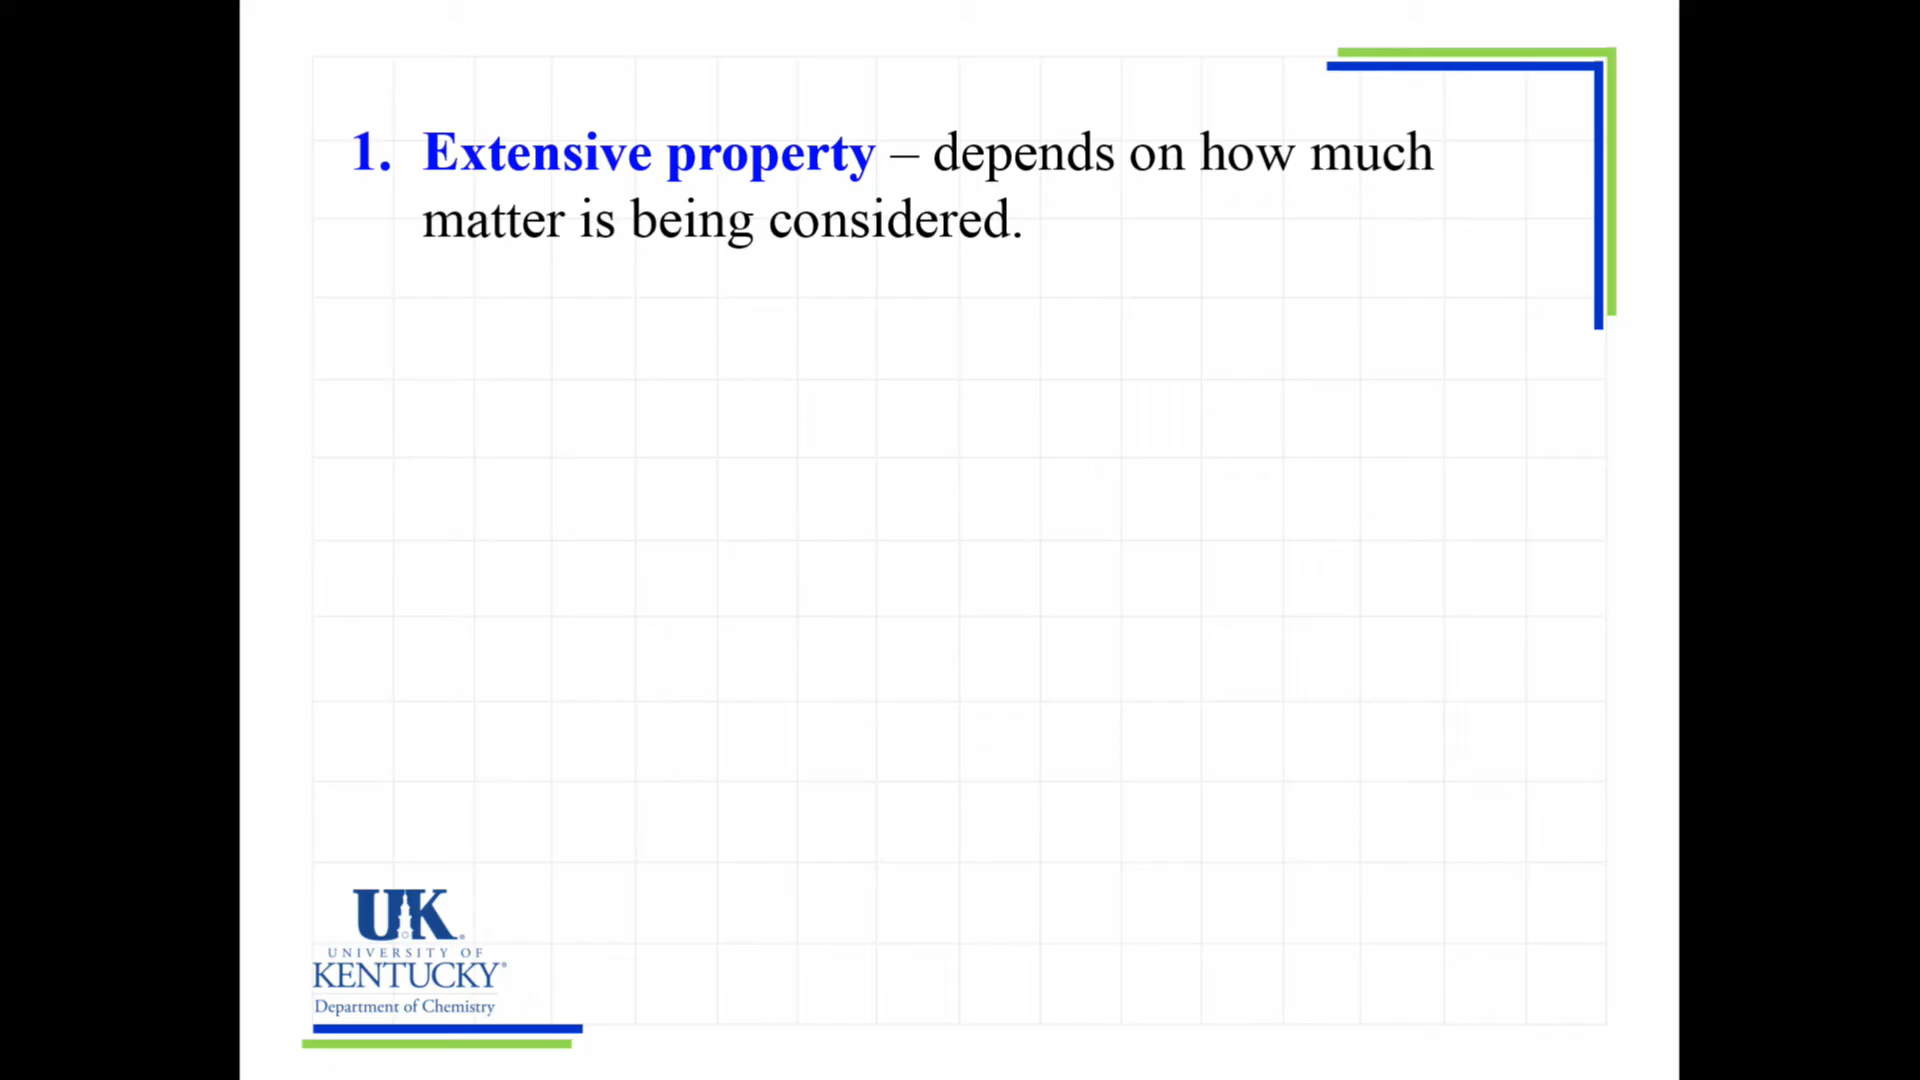 1. Extensive property – depends on how much
matter is being considered.
UK
UNIVERSITY OF
KENTUCKY®
Department of Chemistry